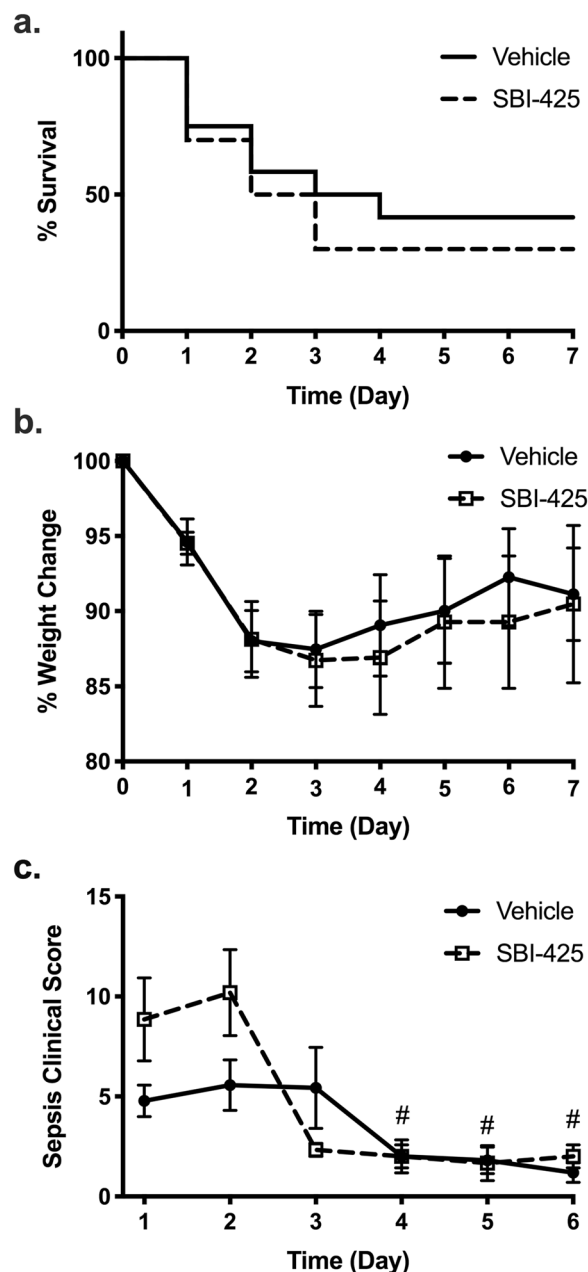 a.
100
50
0
% Survival
Vehicle
SBI-425
0 1 2 3 4 5 6 7
Time (Day)
b.
100
95
90
85
80
% Weight Change
Vehicle
SBI-425
0 1 2 3 4 5 6 7
Time (Day)
c.
15
10
5
0
Sepsis Clinical Score
Vehicle
SBI-425
# # #
1 2 3 4 5 6
Time (Day)